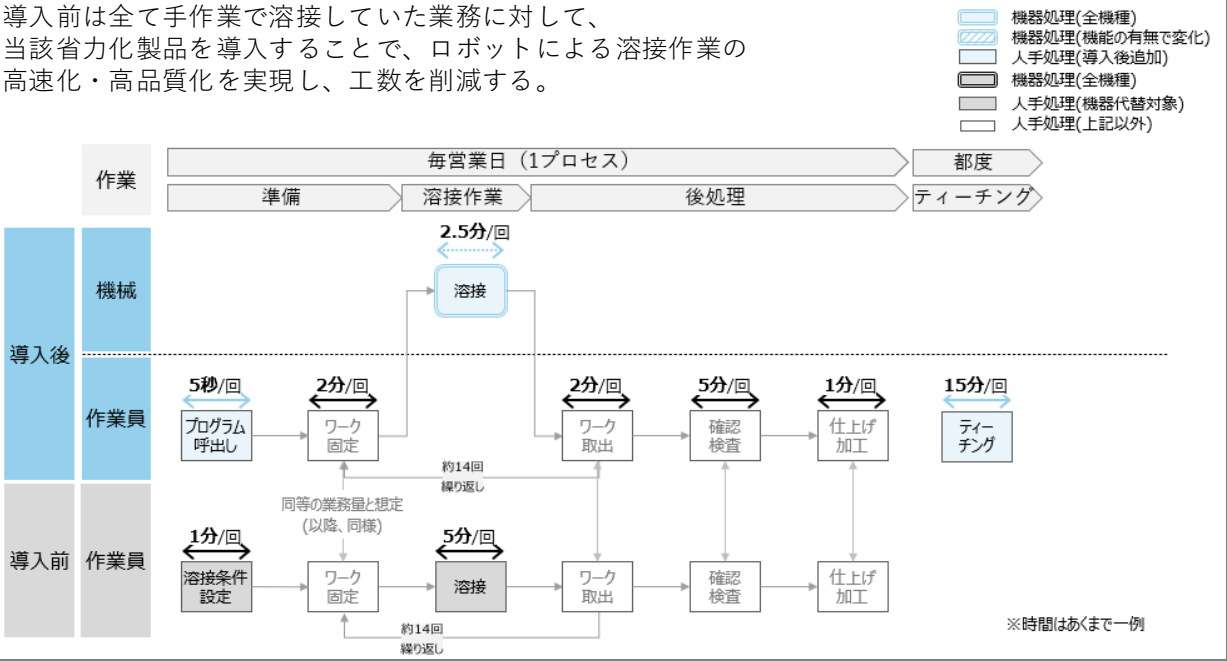 導入前は全て手作業で溶接していた業務に対して、
当該省力化製品を導入することで、ロボットによる溶接作業の
高速化・高品質化を実現し、工数を削減する。
機器処理(全機種)
機器処理(機能の有無で変化)
人手処理(導入後追加)
機器処理(全機種)
人手処理(機器代替対象)
人手処理(上記以外)
作業
毎営業日（1プロセス）
都度
準備
溶接作業
後処理
ティーチング
導入後
機械
2.5分/回
溶接
作業員
5秒/回
2分/回
2分/回
5分/回
1分/回
15分/回
プログラム
呼出し
ワーク
固定
ワーク
取出
確認
検査
仕上げ
加工
ティー
チング
約14回
繰り返し
同等の業務量と想定
(以降、同様)
導入前
作業員
1分/回
5分/回
溶接条件
設定
ワーク
固定
溶接
ワーク
取出
確認
検査
仕上げ
加工
約14回
繰り返し
※時間はあくまで一例